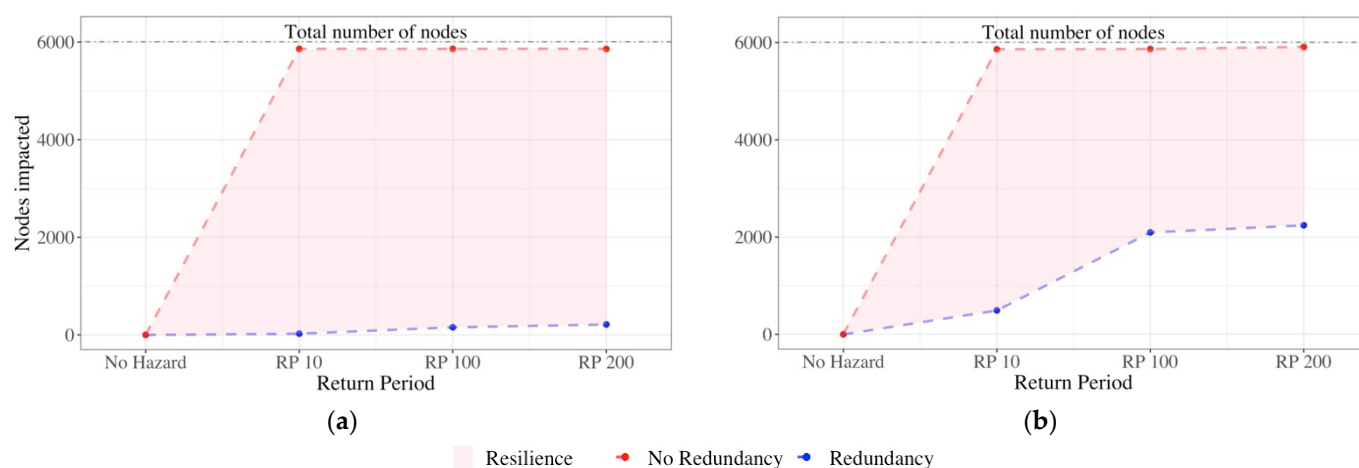 Total number of nodes
6000
4000
2000
0
Nodes impacted
No Hazard RP 10 RP 100 RP 200
Return Period
(a)
Total number of nodes
6000
4000
2000
0
No Hazard RP 10 RP 100 RP 200
Return Period
(b)
Resilience No Redundancy Redundancy